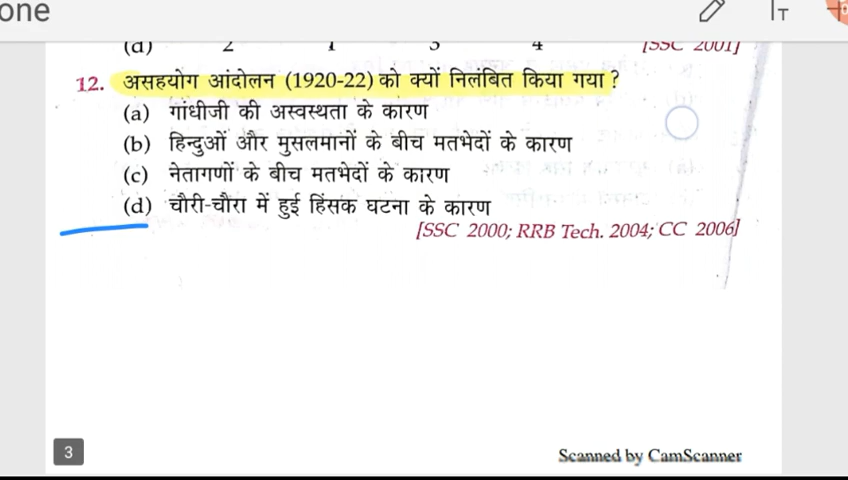 one
(d) 2 1 3 4 [SSC 2001]
12. असहयोग आंदोलन (1920-22) को क्यों निलंबित किया गया ?
(a) गांधीजी की अस्वस्थता के कारण
(b) हिन्दुओं और मुसलमानों के बीच मतभेदों के कारण
(c) नेतागणों के बीच मतभेदों के कारण
(d) चौरी-चौरा में हुई हिंसक घटना के कारण
[SSC 2000; RRB Tech. 2004; CC 2006]
3
Scanned by CamScanner